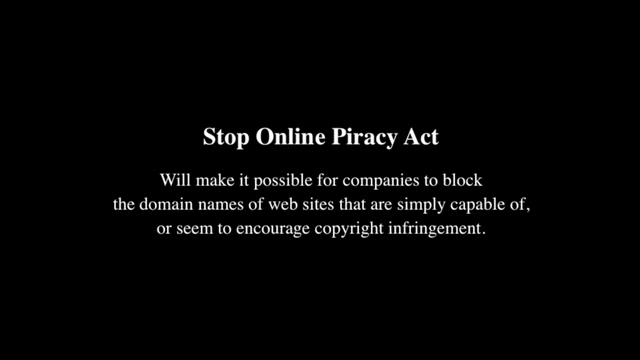 Stop Online Piracy Act
Will make it possible for companies to block
the domain names of web sites that are simply capable of,
or seem to encourage copyright infringement.